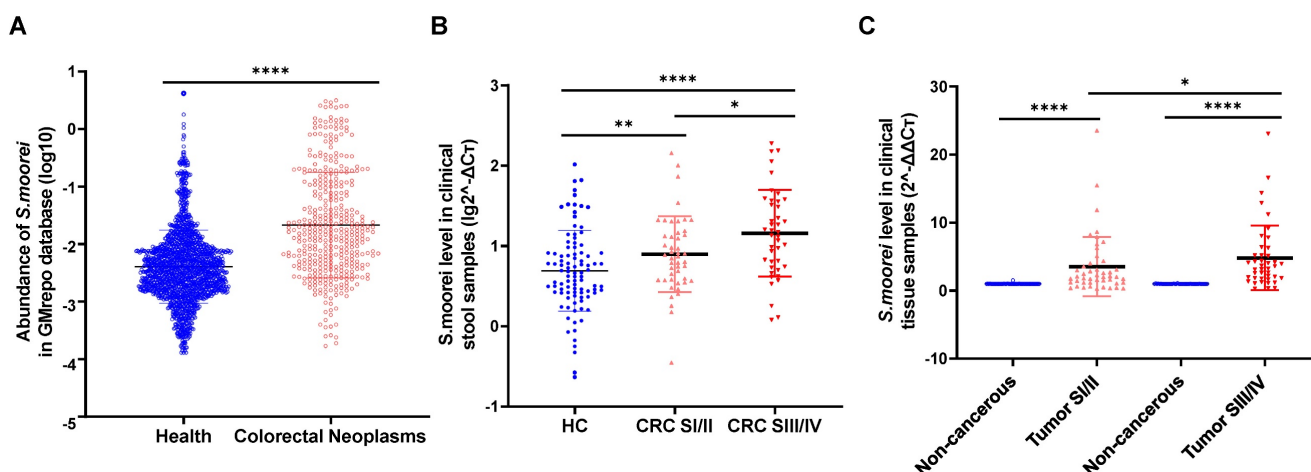 A
Abundance of S.moorei
in GMrepo database (log10)
1
0
-1
-2
-3
-4
-5
****
Health
Colorectal Neoplasms
B
S.moorei level in clinical
stool samples (lg2^-ΔCᴛ)
3
2
1
0
-1
****
**
*
HC
CRC SI/II
CRC SIII/IV
C
S.moorei level in clinical
tissue samples (2^-ΔΔCᴛ)
30
20
10
0
-10
*
****
****
Non-cancerous
Tumor SI/II
Non-cancerous
Tumor SIII/IV